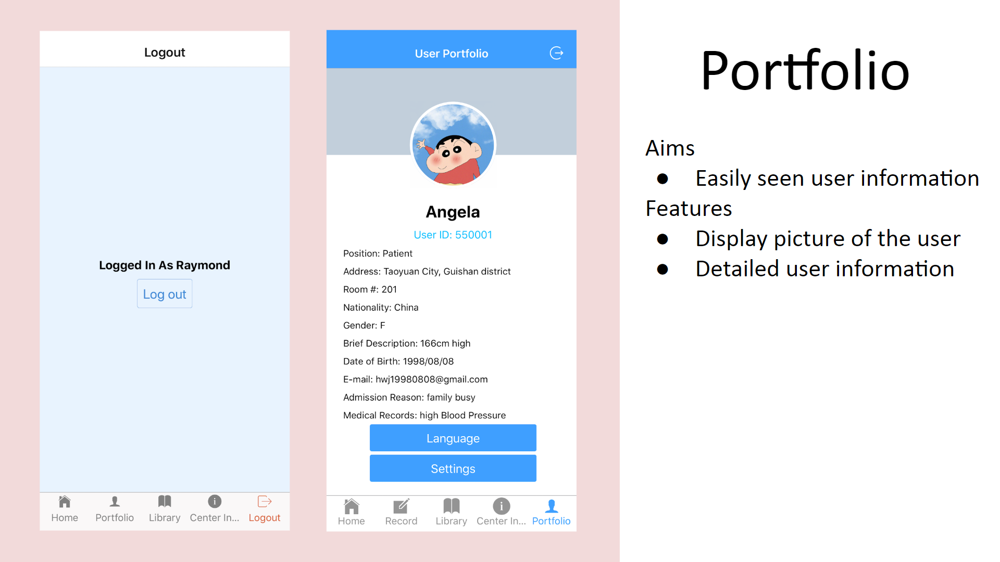 Logout
Logged In As Raymond
Log out
Home
Portfolio
Library
Center In...
Logout
User Portfolio
Angela
User ID: 550001
Position: Patient
Address: Taoyuan City, Guishan district
Room #: 201
Nationality: China
Gender: F
Brief Description: 166cm high
Date of Birth: 1998/08/08
E-mail: hwj19980808@gmail.com
Admission Reason: family busy
Medical Records: high Blood Pressure
Language
Settings
Home
Record
Library
Center In...
Portfolio
Portfolio
Aims
● Easily seen user information
Features
● Display picture of the user
● Detailed user information